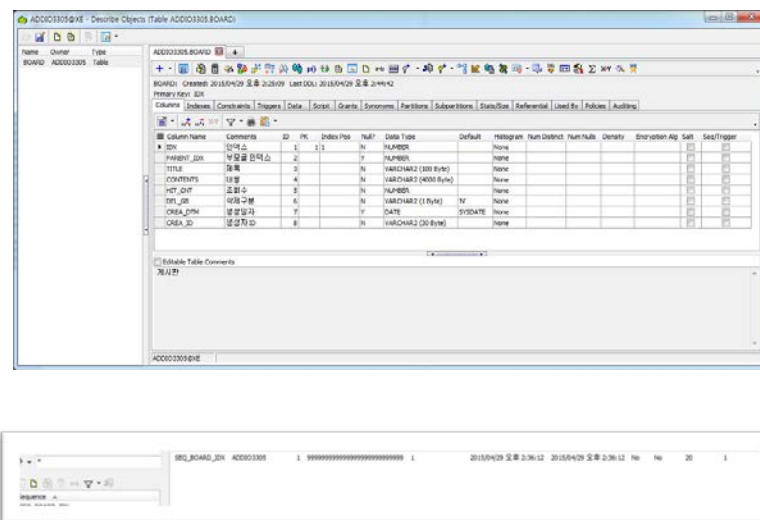 ADDIO3305@XE - Describe Objects (Table ADDIO3305.BOARD)
Name Owner Type
BOARD ADDIO3305 Table
ADDIO3305.BOARD
BOARD: Created: 2015/04/29 오후 2:25:09 Last DDL: 2015/04/29 오후 2:44:42
Primary Key: IDX
Columns Indexes Constraints Triggers Data Script Grants Synonyms Partitions Subpartitions Stats/Size Referential Used By Policies Auditing
Column Name Comments ID PK Index Pos Null? Data Type Default Histogram Num Distinct Num Nulls Density Encryption Alg Salt Seq/Trigger
IDX 인덱스 1 1 1 N NUMBER None
PARENT_IDX 부모글 인덱스 2 Y NUMBER None
TITLE 제목 3 N VARCHAR2 (100 Byte) None
CONTENTS 내용 4 N VARCHAR2 (4000 Byte) None
HIT_CNT 조회수 5 N NUMBER None
DEL_GB 삭제구분 6 N VARCHAR2 (1 Byte) 'N' None
CREA_DTM 생성일자 7 Y DATE SYSDATE None
CREA_ID 생성자 ID 8 N VARCHAR2 (30 Byte) None
Editable Table Comments
게시판
ADDIO3305@XE
SEQ_BOARD_IDX ADDIO3305 1 1 2015/04/29 오후 2:36:12 2015/04/29 오후 2:36:12 No No 20 1